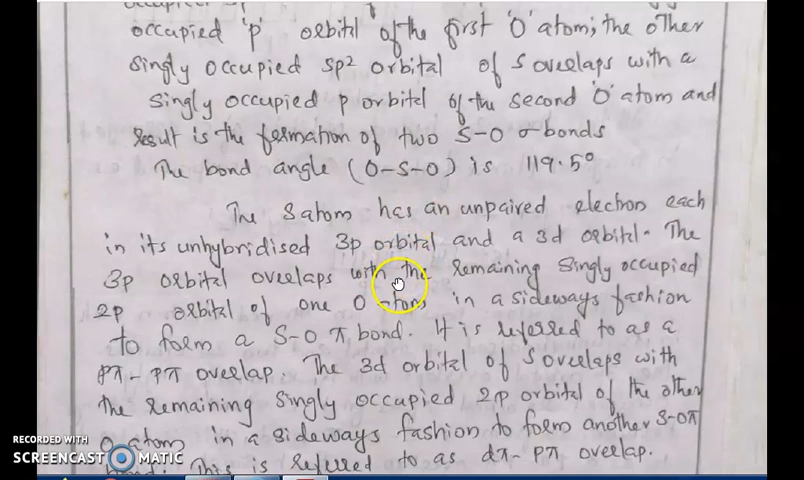 occupied 'p' orbital of the first 'O' atom; the other
singly occupied sp2 orbital of S overlaps with a
singly occupied p orbital of the second 'O' atom and
result is the formation of two S-O σ bonds
The bond angle (O-S-O) is 119.5°
The S atom has an unpaired electron each
in its unhybridised 3p orbital and a 3d orbital. The
3p orbital overlaps with the remaining singly occupied
2p orbital of one O-atom in a sideways fashion
to form a S-O π bond. It is referred to as a
pπ-pπ overlap. The 3d orbital of S overlaps with
the remaining singly occupied 2p orbital of the other
O atom in a sideways fashion to form another S-Oπ
This is referred to as dπ-pπ overlap.
RECORDED WITH
SCREENCAST MATIC